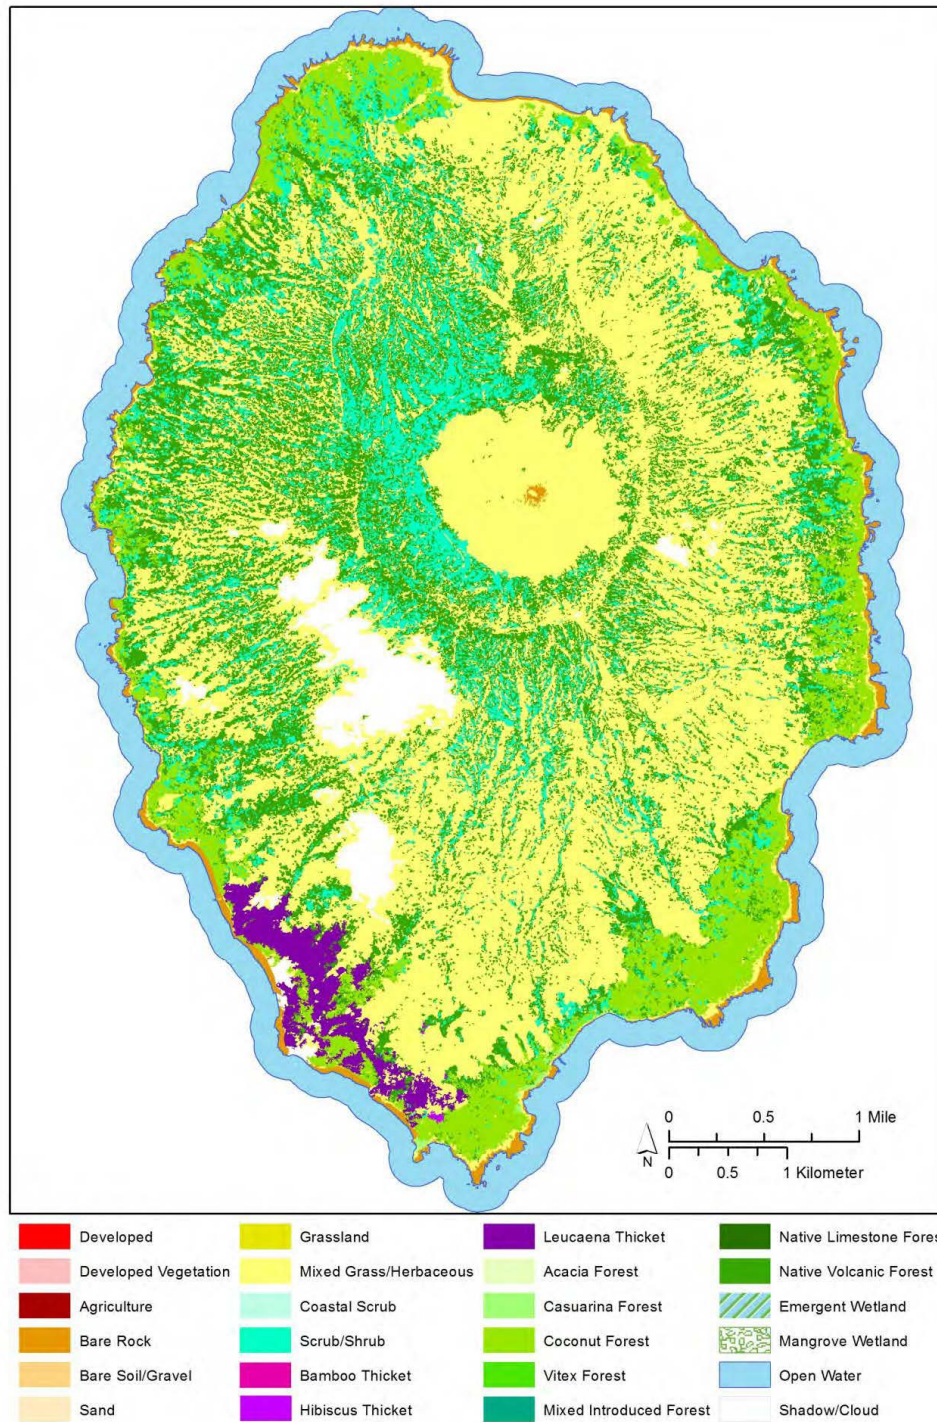 0 0.5 1 Mile
N
0 0.5 1 Kilometer
Developed Grassland Leucaena Thicket Native Limestone Fores
Developed Vegetation Mixed Grass/Herbaceous Acacia Forest Native Volcanic Forest
Agriculture Coastal Scrub Casuarina Forest Emergent Wetland
Bare Rock Scrub/Shrub Coconut Forest Mangrove Wetland
Bare Soil/Gravel Bamboo Thicket Vitex Forest Open Water
Sand Hibiscus Thicket Mixed Introduced Forest Shadow/Cloud